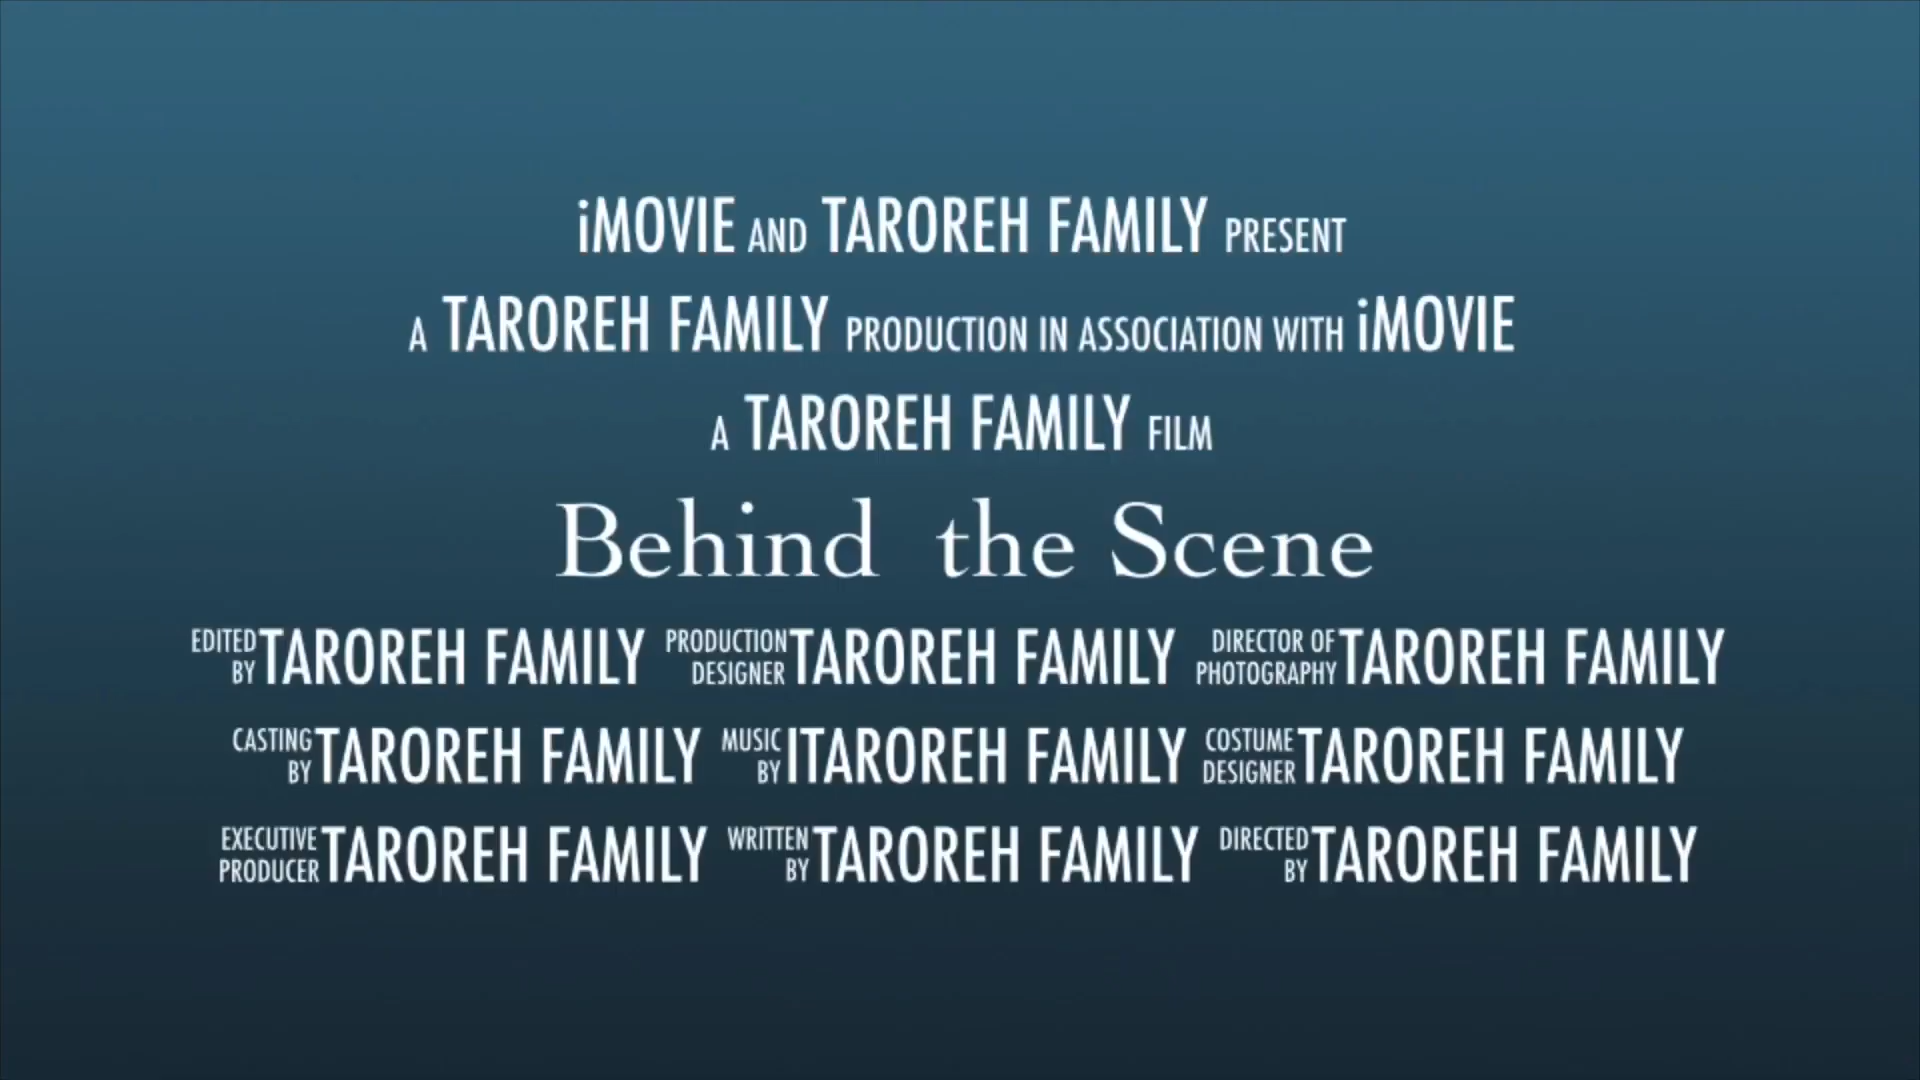 iMOVIE AND TAROREH FAMILY PRESENT
A TAROREH FAMILY PRODUCTION IN ASSOCIATION WITH iMOVIE
A TAROREH FAMILY FILM
Behind  the Scene
EDITED BY TAROREH FAMILY PRODUCTION DESIGNER TAROREH FAMILY DIRECTOR OF PHOTOGRAPHY TAROREH FAMILY
CASTING BY TAROREH FAMILY MUSIC BY ITAROREH FAMILY COSTUME DESIGNER TAROREH FAMILY
EXECUTIVE PRODUCER TAROREH FAMILY WRITTEN BY TAROREH FAMILY DIRECTED BY TAROREH FAMILY